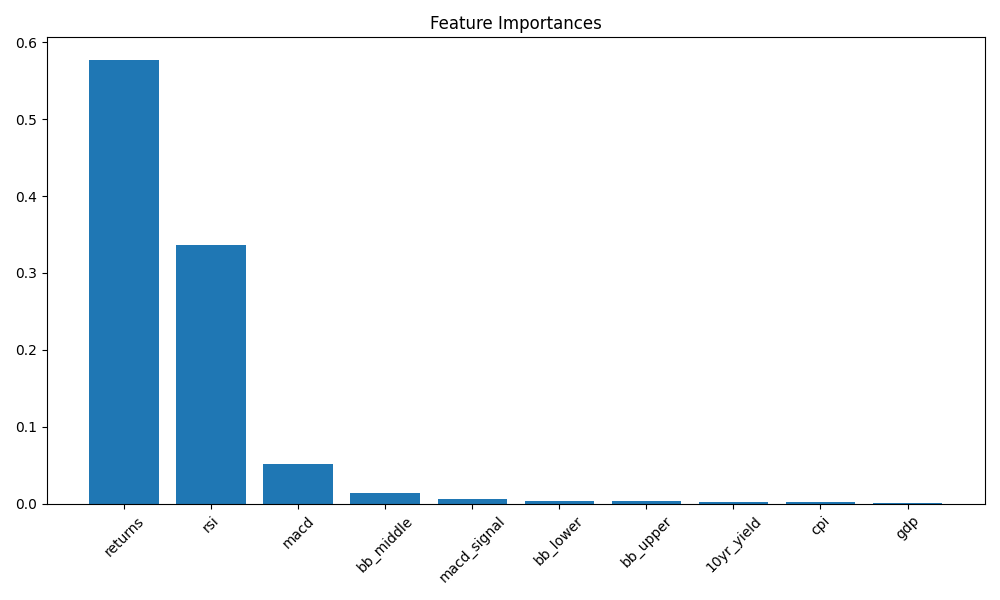 Feature Importances
0.6
0.5
0.4
0.3
0.2
0.1
0.0
returns
rsi
macd
bb_middle
macd_signal
bb_lower
bb_upper
10yr_yield
cpi
gdp